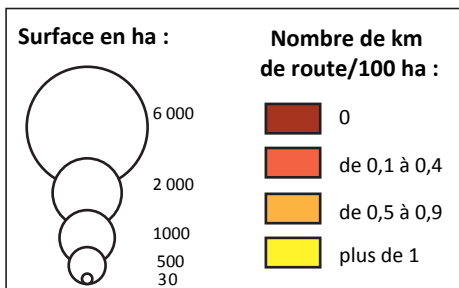 Surface en ha :
6 000
2 000
1000
500
30
Nombre de km
de route/100 ha :
0
de 0,1 à 0,4
de 0,5 à 0,9
plus de 1